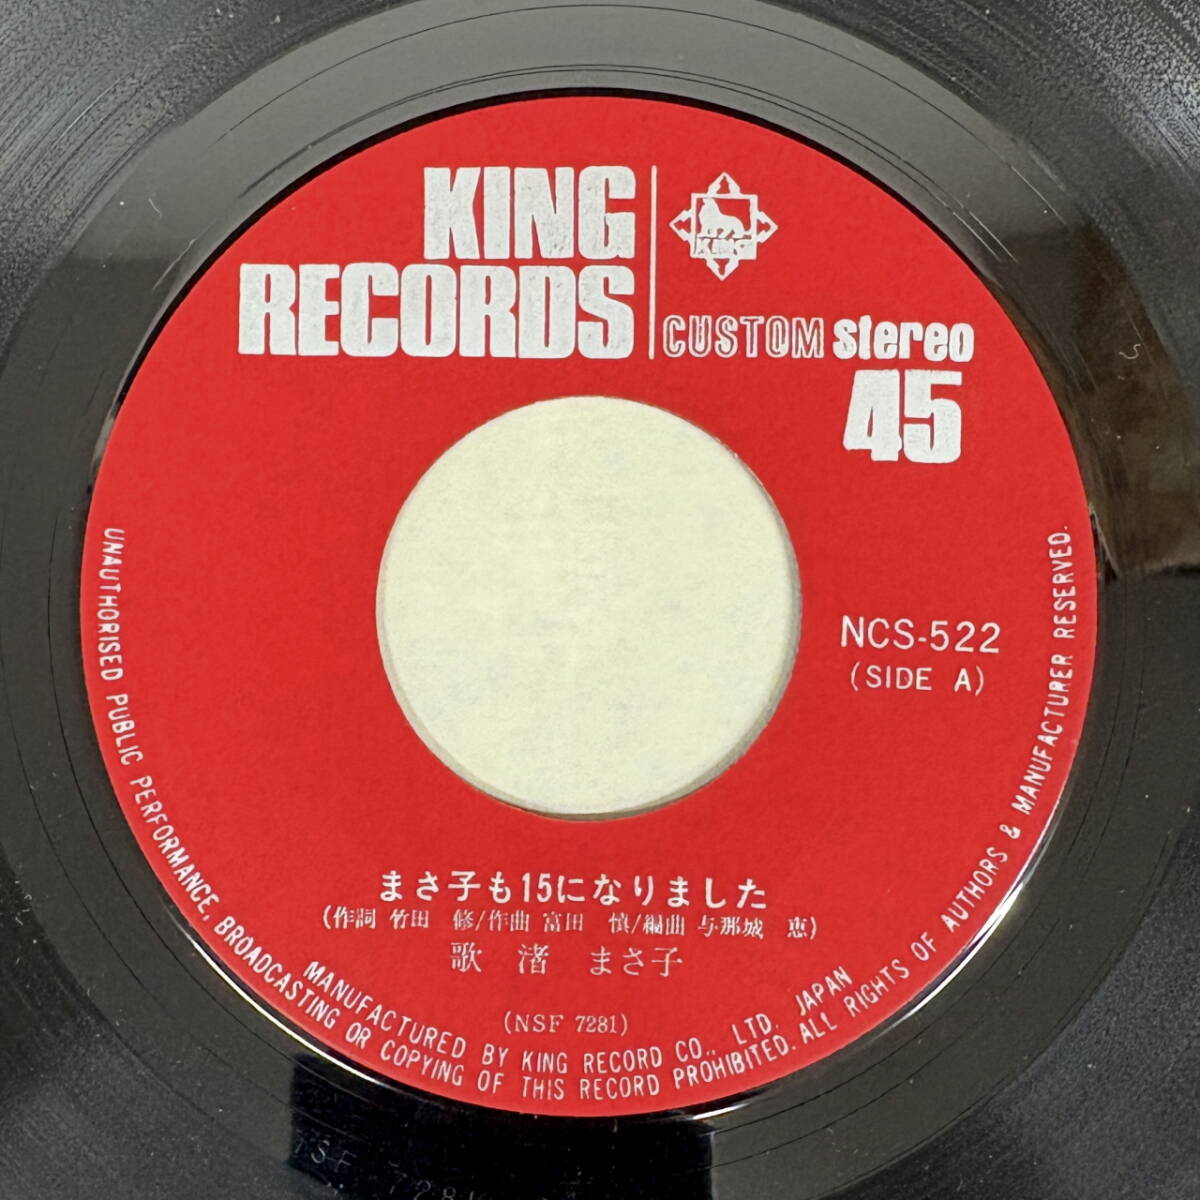 KING
RECORDS
KING
CUSTOM stereo
45
NCS-522
(SIDE A)
まさ子も15になりました
(作詞 竹田 修/作曲 富田 慎/編曲 与那城 恵)
歌 渚 まさ子
(NSF 7281)
MANUFACTURED BY KING RECORD CO., LTD. JAPAN
UNAUTHORISED PUBLIC PERFORMANCE, BROADCASTING OR COPYING OF THIS RECORD PROHIBITED. ALL RIGHTS OF AUTHORS & MANUFACTURER RESERVED.